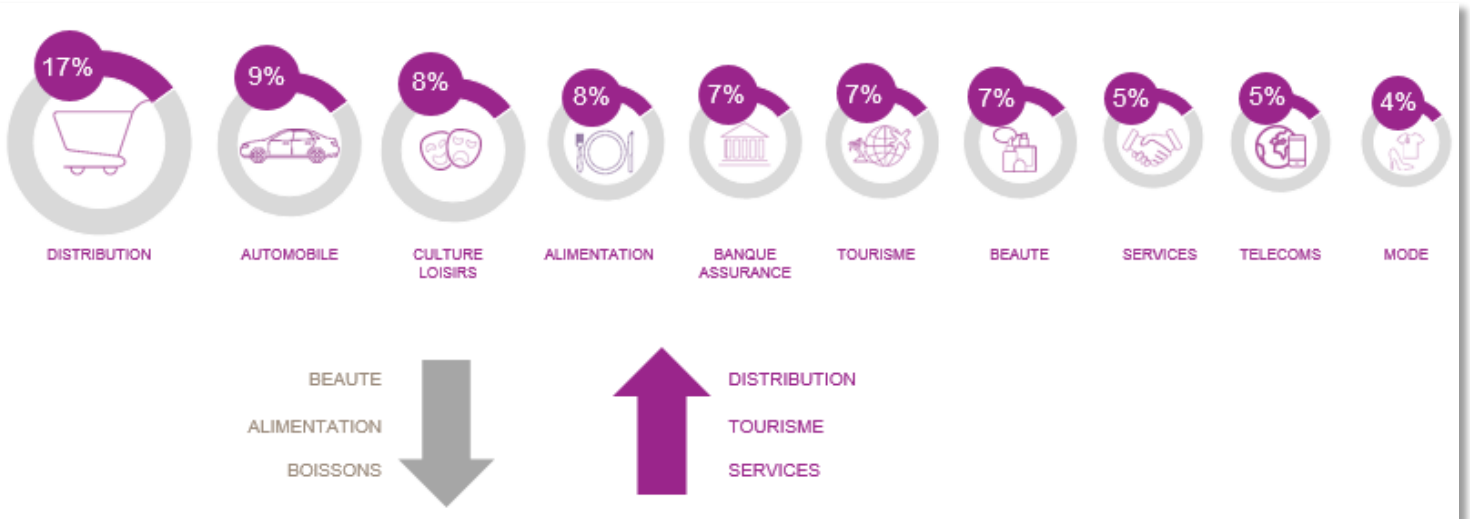 17%
9%
8%
8%
7%
7%
7%
5%
5%
4%
DISTRIBUTION
AUTOMOBILE
CULTURE
LOISIRS
ALIMENTATION
BANQUE
ASSURANCE
TOURISME
BEAUTE
SERVICES
TELECOMS
MODE
BEAUTE
ALIMENTATION
BOISSONS
DISTRIBUTION
TOURISME
SERVICES